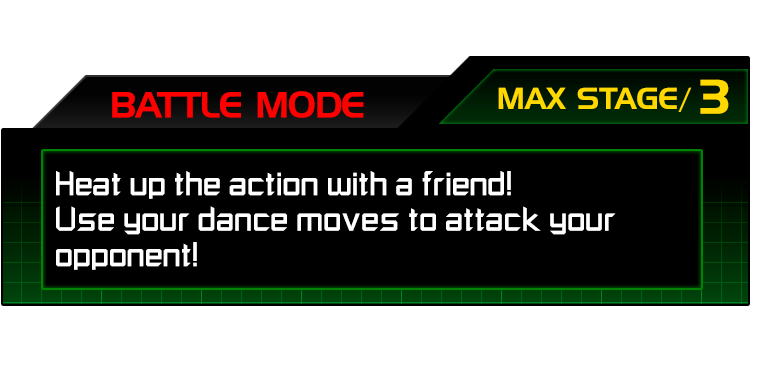 BATTLE MODE
MAX STAGE/ 3
Heat up the action with a friend!
Use your dance moves to attack your
opponent!